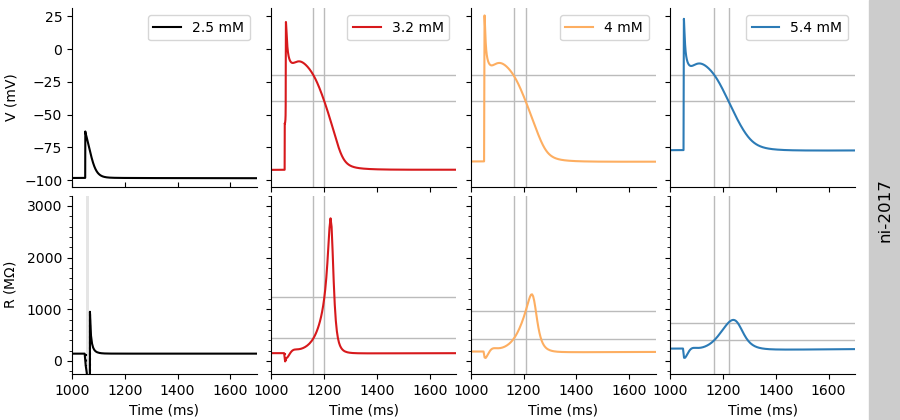 2.5 mM
3.2 mM
4 mM
5.4 mM
25
0
−25
−50
−75
−100
V (mV)
3000
2000
1000
0
R (MΩ)
1000 1200 1400 1600
1000 1200 1400 1600
1000 1200 1400 1600
1000 1200 1400 1600
Time (ms)
Time (ms)
Time (ms)
Time (ms)
ni-2017